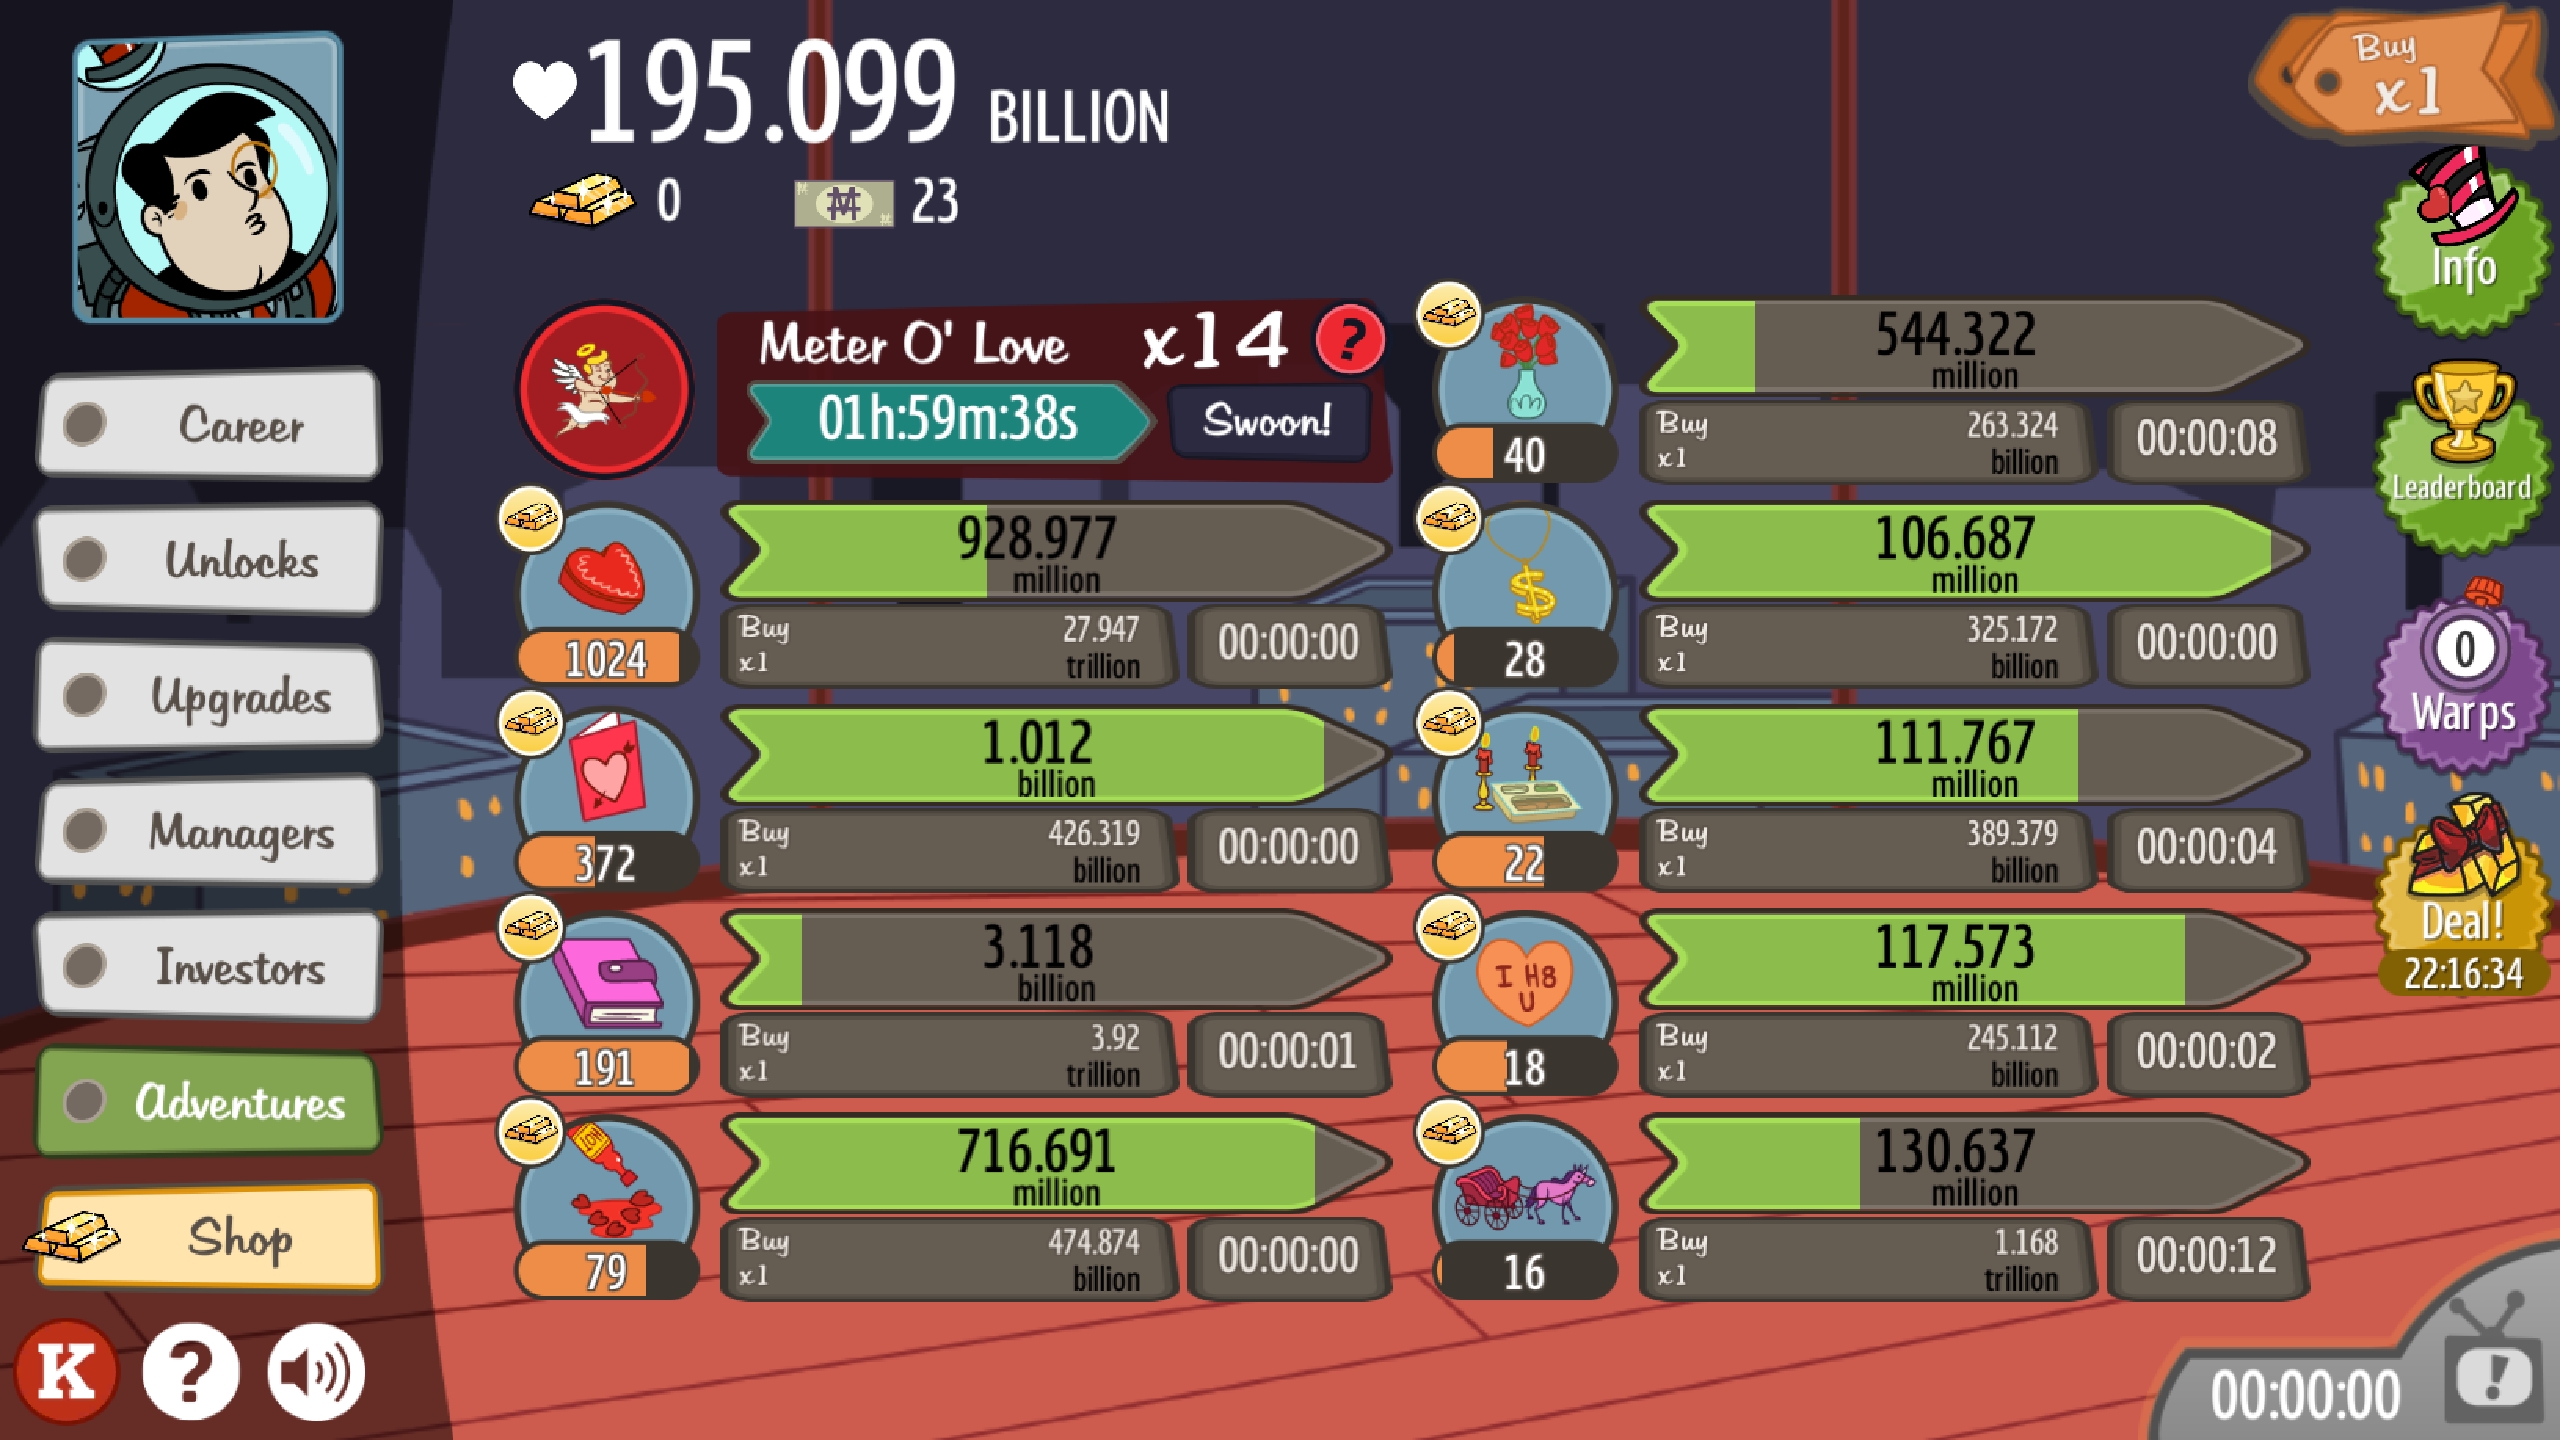 195.099 BILLION
0
23
Buy
x1
Career
Unlocks
Upgrades
Managers
Investors
Adventures
Shop
K
?
Meter O' Love x14 ?
01h:59m:38s Swoon!
928.977
million
1024
Buy
x1
27.947
trillion
00:00:00
1.012
billion
372
Buy
x1
426.319
billion
00:00:00
3.118
billion
191
Buy
x1
3.92
trillion
00:00:01
LOV
716.691
million
79
Buy
x1
474.874
billion
00:00:00
544.322
million
40
Buy
x1
263.324
billion
00:00:08
$
106.687
million
28
Buy
x1
325.172
billion
00:00:00
111.767
million
22
Buy
x1
389.379
billion
00:00:04
I H8
U
117.573
million
18
Buy
x1
245.112
billion
00:00:02
130.637
million
16
Buy
x1
1.168
trillion
00:00:12
Info
Leaderboard
0
Warps
Deal!
22:16:34
00:00:00
!